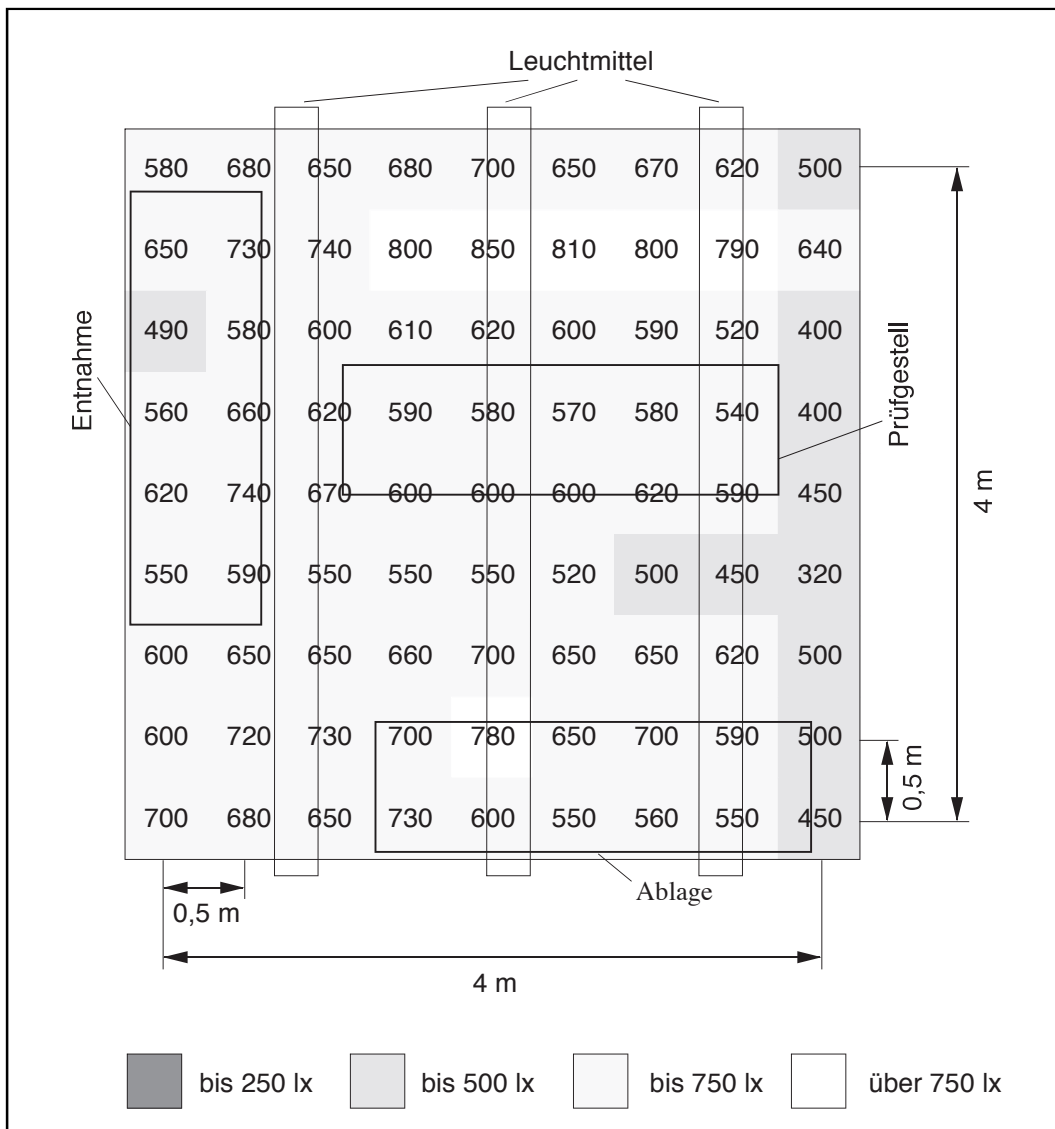 Leuchtmittel
580 680 650 680 700 650 670 620 500
650 730 740 800 850 810 800 790 640
Entnahme
490 580 600 610 620 600 590 520 400
Prüfgestell
560 660 620 590 580 570 580 540 400
620 740 670 600 600 600 620 590 450
4 m
550 590 550 550 550 520 500 450 320
600 650 650 660 700 650 650 620 500
600 720 730 700 780 650 700 590 500
0,5 m
700 680 650 730 600 550 560 550 450
Ablage
0,5 m
4 m
bis 250 lx bis 500 lx bis 750 lx über 750 lx